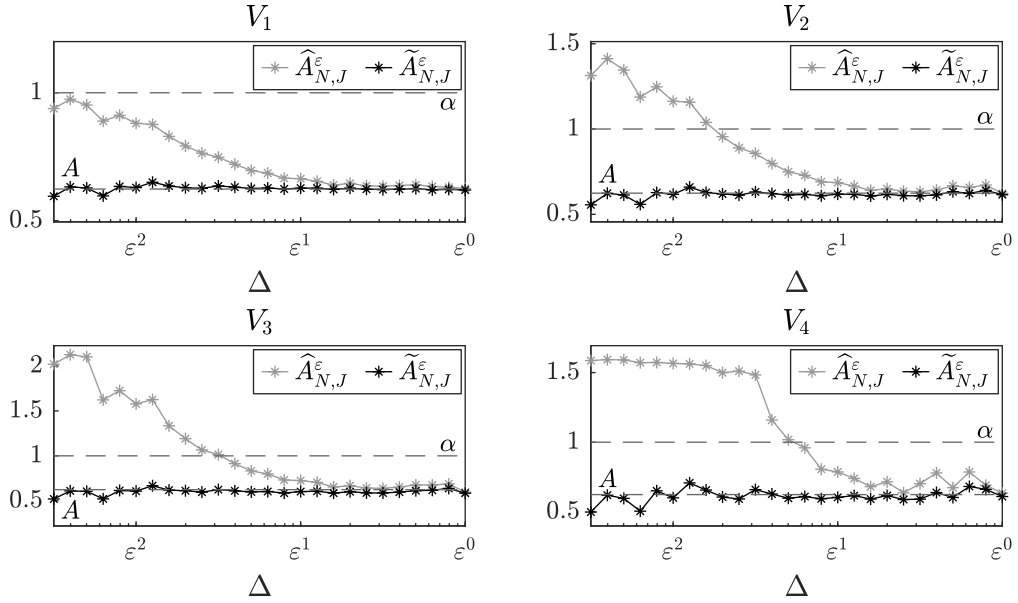 V₁
Â^ε_{N,J} Ã^ε_{N,J}
1
α
A
0.5
ε² ε¹ ε⁰
Δ
V₂
Â^ε_{N,J} Ã^ε_{N,J}
1.5
1
α
A
0.5
ε² ε¹ ε⁰
Δ
V₃
Â^ε_{N,J} Ã^ε_{N,J}
2
1.5
1
α
0.5
A
ε² ε¹ ε⁰
Δ
V₄
Â^ε_{N,J} Ã^ε_{N,J}
1.5
1
α
A
0.5
ε² ε¹ ε⁰
Δ